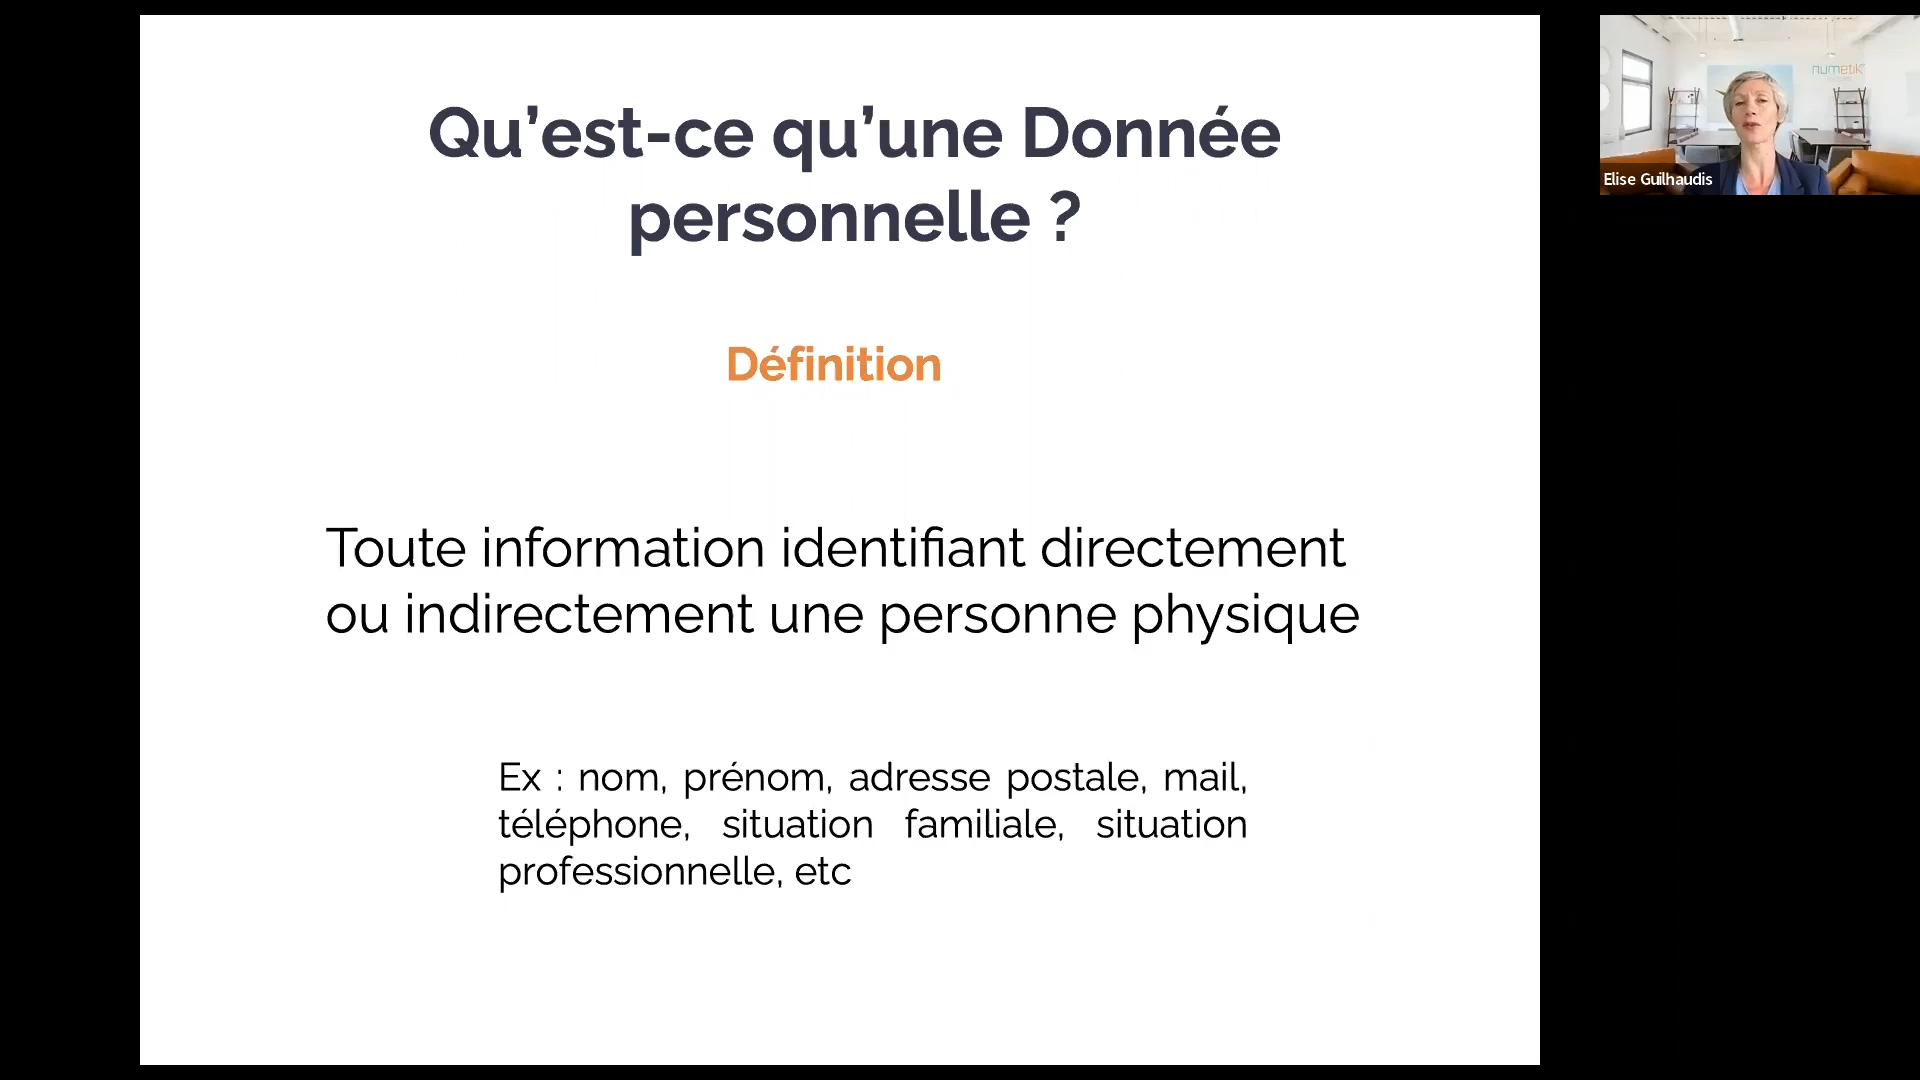 Qu’est-ce qu’une Donnée
personnelle ?
Définition
Toute information identifiant directement
ou indirectement une personne physique
Ex : nom, prénom, adresse postale, mail,
téléphone, situation familiale, situation
professionnelle, etc
numetik
Elise Guilhaudis